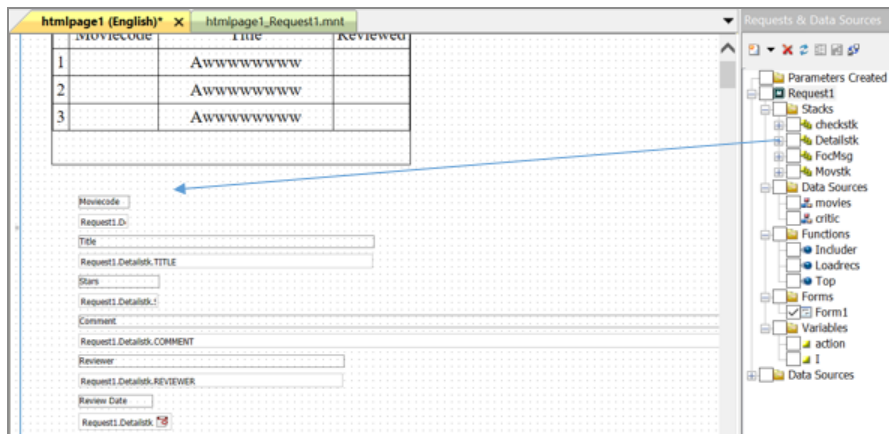 htmlpage1 (English)* ×
htmlpage1_Request1.mnt
Requests & Data Sources
Moviecode Title Reviewed
1 Awwwwwwww
2 Awwwwwwww
3 Awwwwwwww
Moviecode
Request1.D
Title
Request1.Detailstk.TITLE
Stars
Request1.Detailstk.
Comment
Request1.Detailstk.COMMENT
Reviewer
Request1.Detailstk.REVIEWER
Review Date
Request1.Detailstk
Parameters Created
Request1
Stacks
checkstk
Detailstk
FocMsg
Movstk
Data Sources
movies
critic
Functions
Includer
Loadrecs
Top
Forms
Form1
Variables
action
I
Data Sources